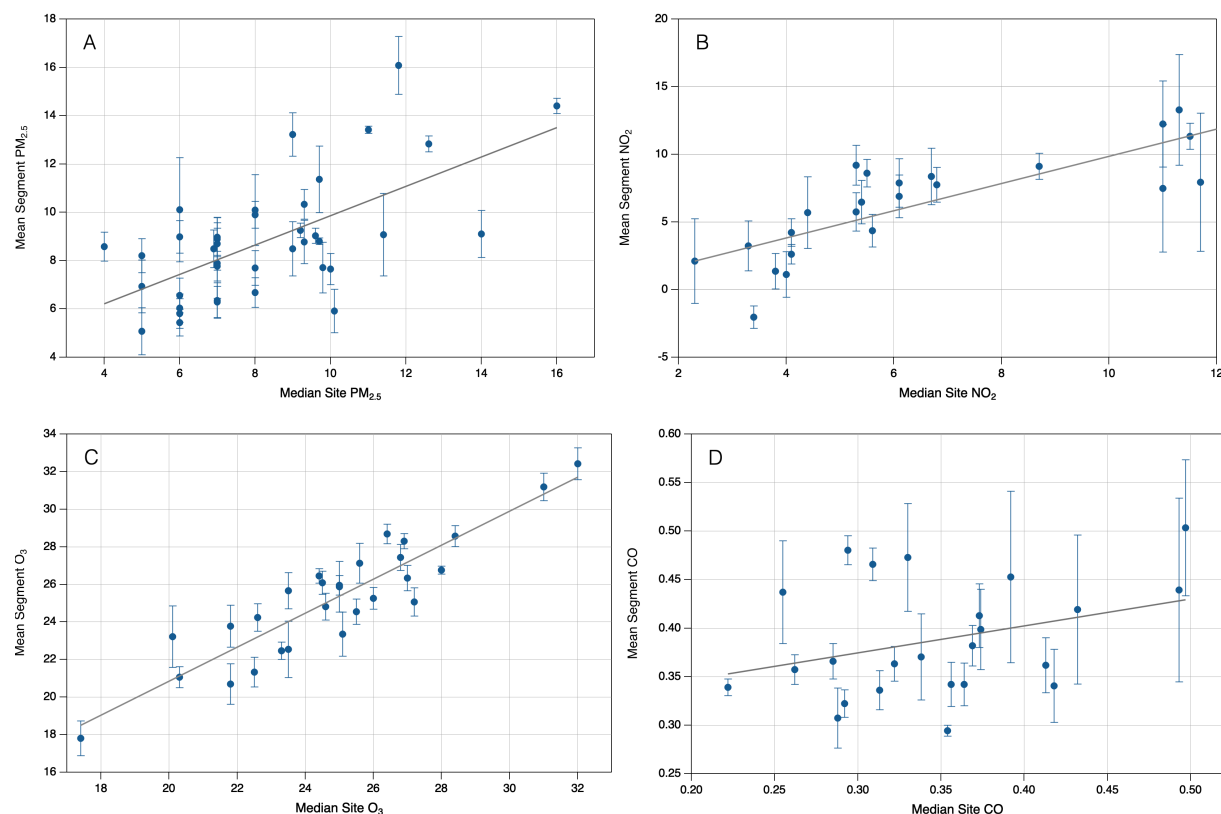 A
Mean Segment PM2.5
18
16
14
12
10
8
6
4
4 6 8 10 12 14 16
Median Site PM2.5
B
Mean Segment NO2
20
15
10
5
0
-5
2 4 6 8 10 12
Median Site NO2
C
Mean Segment O3
34
32
30
28
26
24
22
20
18
16
18 20 22 24 26 28 30 32
Median Site O3
D
Mean Segment CO
0.60
0.55
0.50
0.45
0.40
0.35
0.30
0.25
0.20 0.25 0.30 0.35 0.40 0.45 0.50
Median Site CO